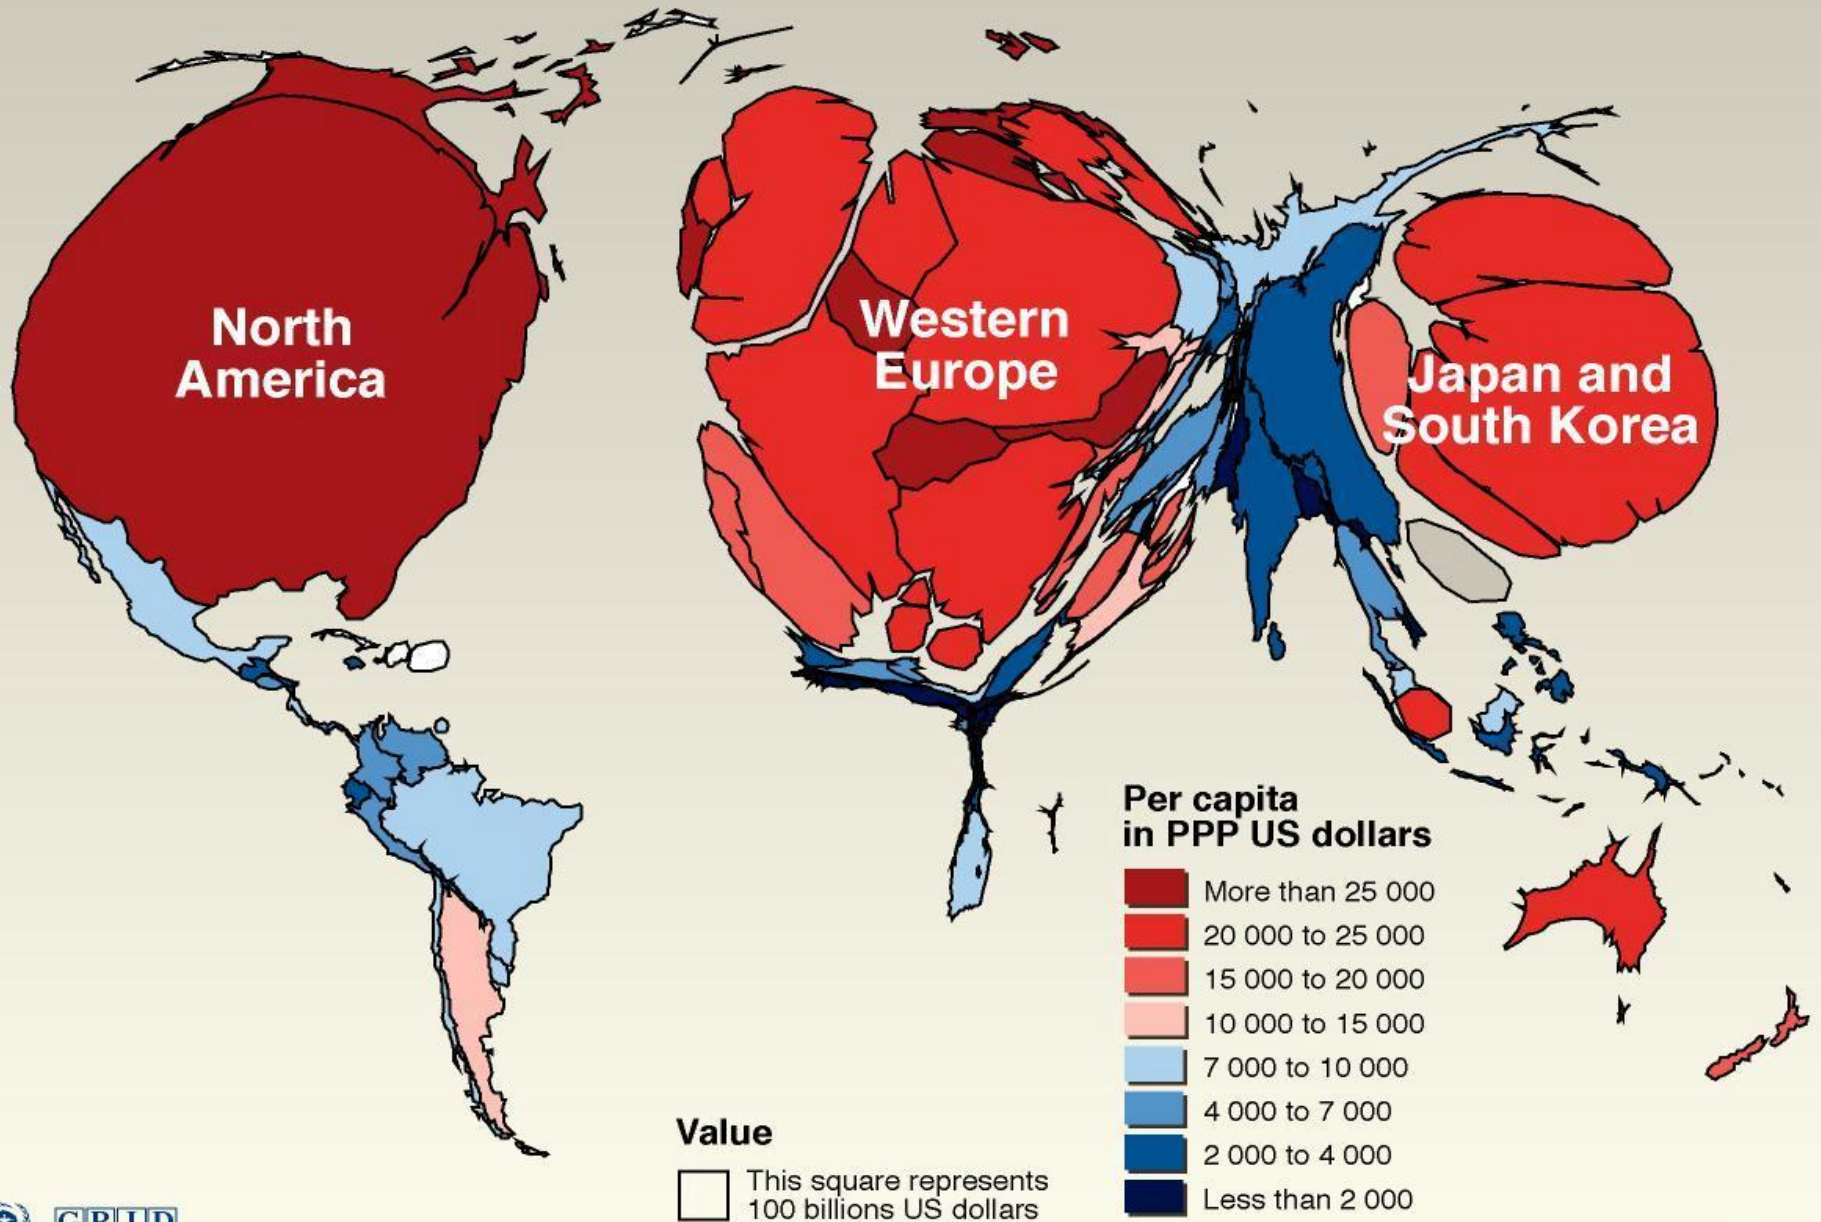 North
America
Western
Europe
Japan and
South Korea
Per capita
in PPP US dollars
More than 25 000
20 000 to 25 000
15 000 to 20 000
10 000 to 15 000
7 000 to 10 000
4 000 to 7 000
2 000 to 4 000
Less than 2 000
Value
This square represents
100 billions US dollars
GRID